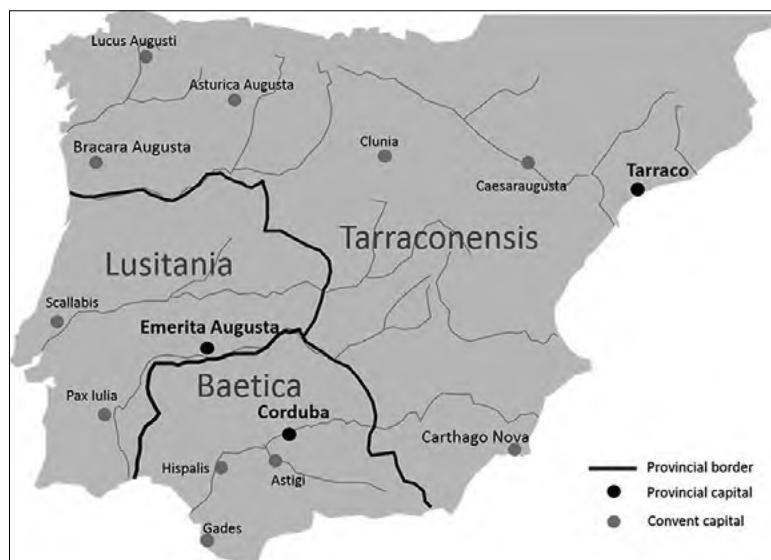 Lucus Augusti
Asturica Augusta
Bracara Augusta
Clunia
Caesaraugusta
Tarraco
Tarraconensis
Lusitania
Scallabis
Emerita Augusta
Baetica
Pax Iulia
Corduba
Carthago Nova
Hispalis
Astigi
Gades
Provincial border
Provincial capital
Convent capital